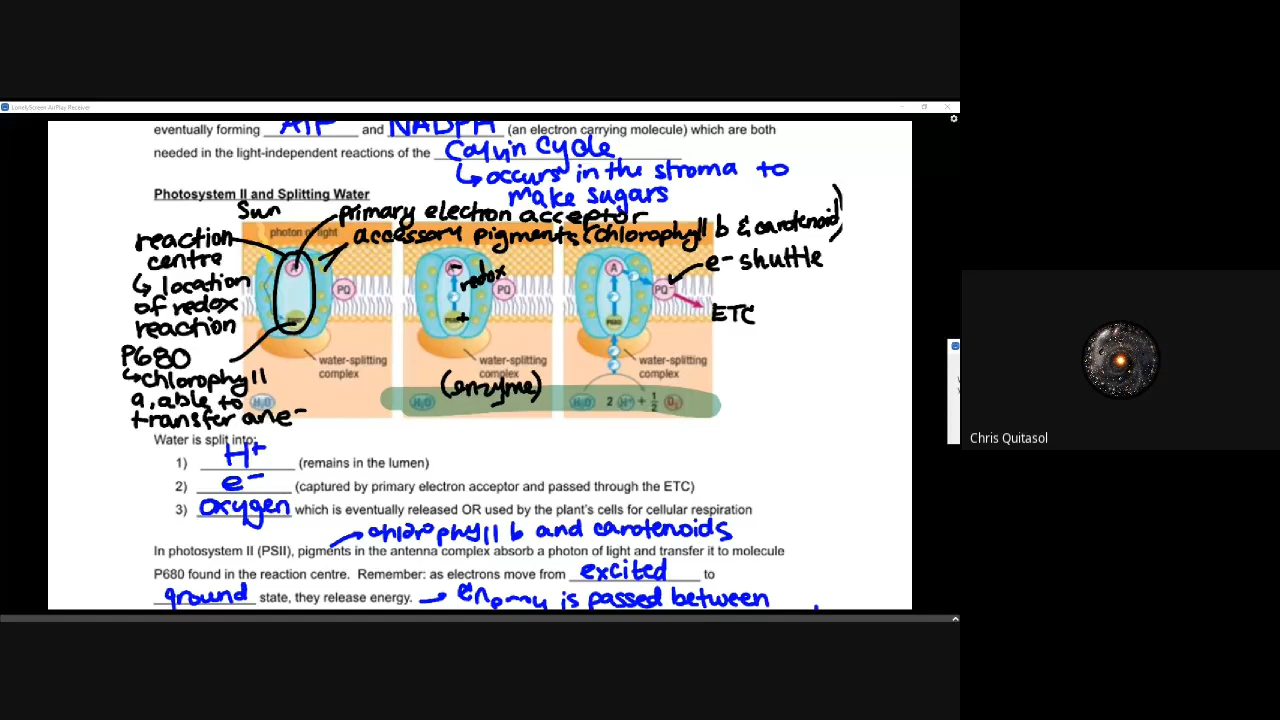 LonelyScreen AirPlay Receiver
eventually forming ATP and NADPH (an electron carrying molecule) which are both
needed in the light-independent reactions of the Calvin Cycle
↳ occurs in the stroma to
make sugars
Photosystem II and Splitting Water
Sun
primary electron acceptor
photon of light
accessory pigments (chlorophyll b & carotenoid)
reaction
centre
↳ location
of redox
reaction
P680
↳ chlorophyll
a, able to
transfer an e-
A
PQ
P680+
water-splitting
complex
H₂O
A-
redox
PQ
+
water-splitting
complex
(enzyme)
H₂O
A
PQ-
e- shuttle
ETC
P680
water-splitting
complex
H₂O 2 H+ + 1/2 O₂
Water is split into:
1) H+ (remains in the lumen)
2) e- (captured by primary electron acceptor and passed through the ETC)
3) oxygen which is eventually released OR used by the plant's cells for cellular respiration
chlorophyll b and carotenoids
In photosystem II (PSII), pigments in the antenna complex absorb a photon of light and transfer it to molecule
P680 found in the reaction centre. Remember: as electrons move from excited to
ground state, they release energy. → energy is passed between
Chris Quitasol